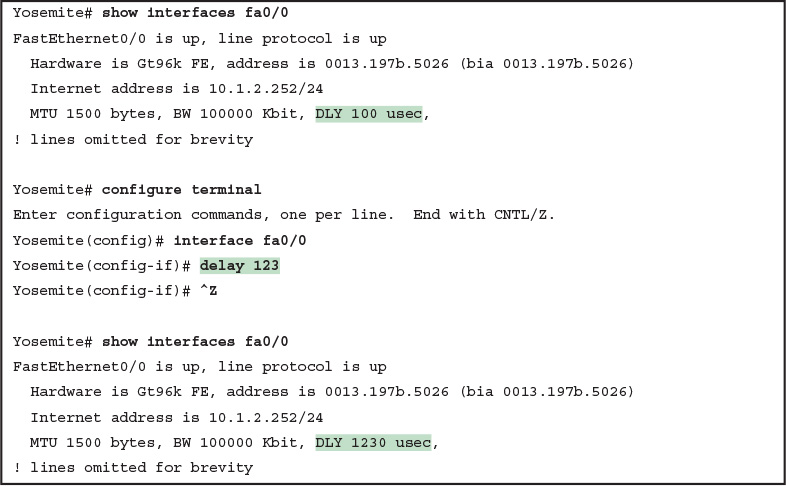 Yosemite# show interfaces fa0/0
FastEthernet0/0 is up, line protocol is up
Hardware is Gt96k FE, address is 0013.197b.5026 (bia 0013.197b.5026)
Internet address is 10.1.2.252/24
MTU 1500 bytes, BW 100000 Kbit, DLY 100 usec,
! lines omitted for brevity
Yosemite# configure terminal
Enter configuration commands, one per line.  End with CNTL/Z.
Yosemite(config)# interface fa0/0
Yosemite(config-if)# delay 123
Yosemite(config-if)# ^Z
Yosemite# show interfaces fa0/0
FastEthernet0/0 is up, line protocol is up
Hardware is Gt96k FE, address is 0013.197b.5026 (bia 0013.197b.5026)
Internet address is 10.1.2.252/24
MTU 1500 bytes, BW 100000 Kbit, DLY 1230 usec,
! lines omitted for brevity